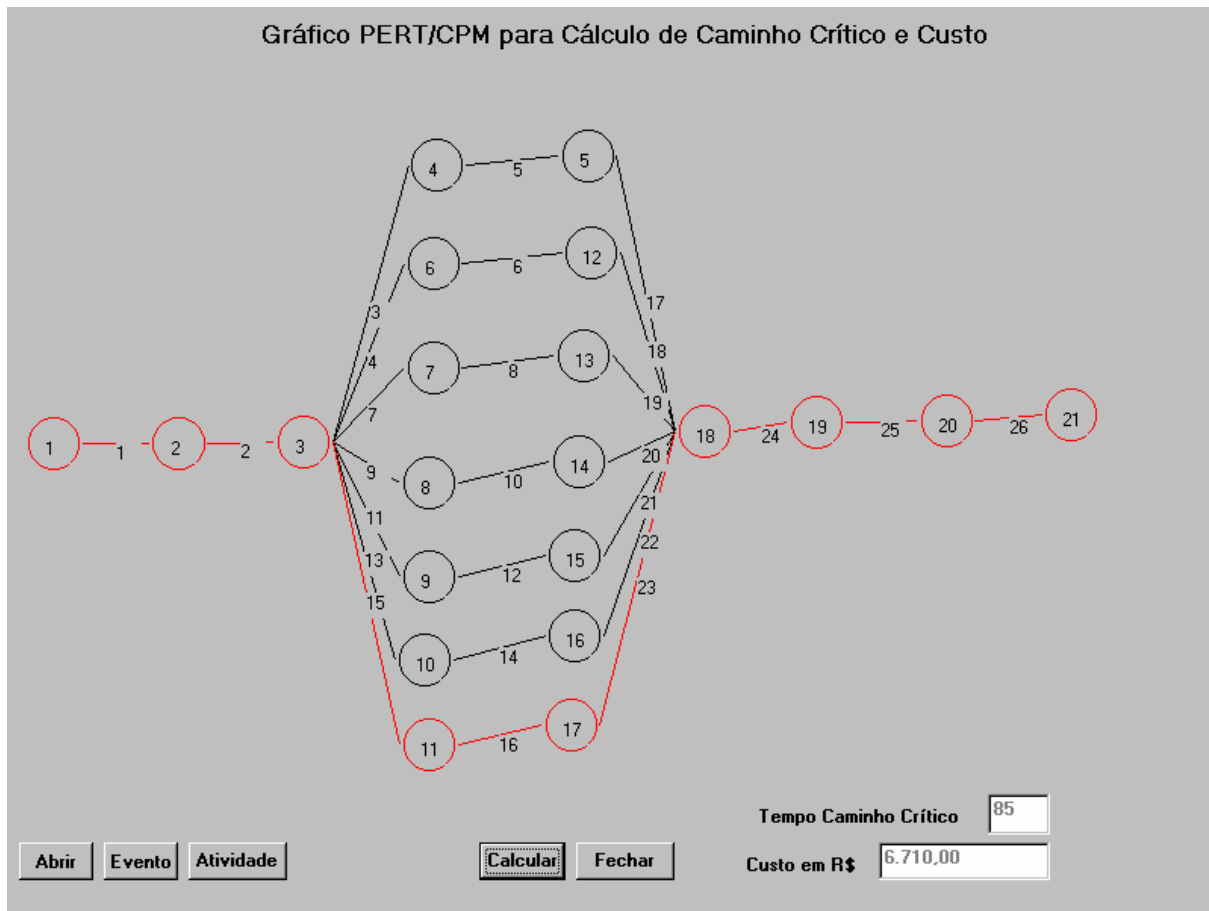 Gráfico PERT/CPM para Cálculo de Caminho Crítico e Custo
4 5 5
6 6 12
3
17
4
18
7 8 13
7
19
1 1 2 2 3
18 24 19 25 20 26 21
9
8 10 14
20
11
21
13
22
9 12 15
15
23
10 14 16
11 16 17
Tempo Caminho Crítico 85
Abrir Evento Atividade Calcular Fechar
Custo em R$ 6.710,00